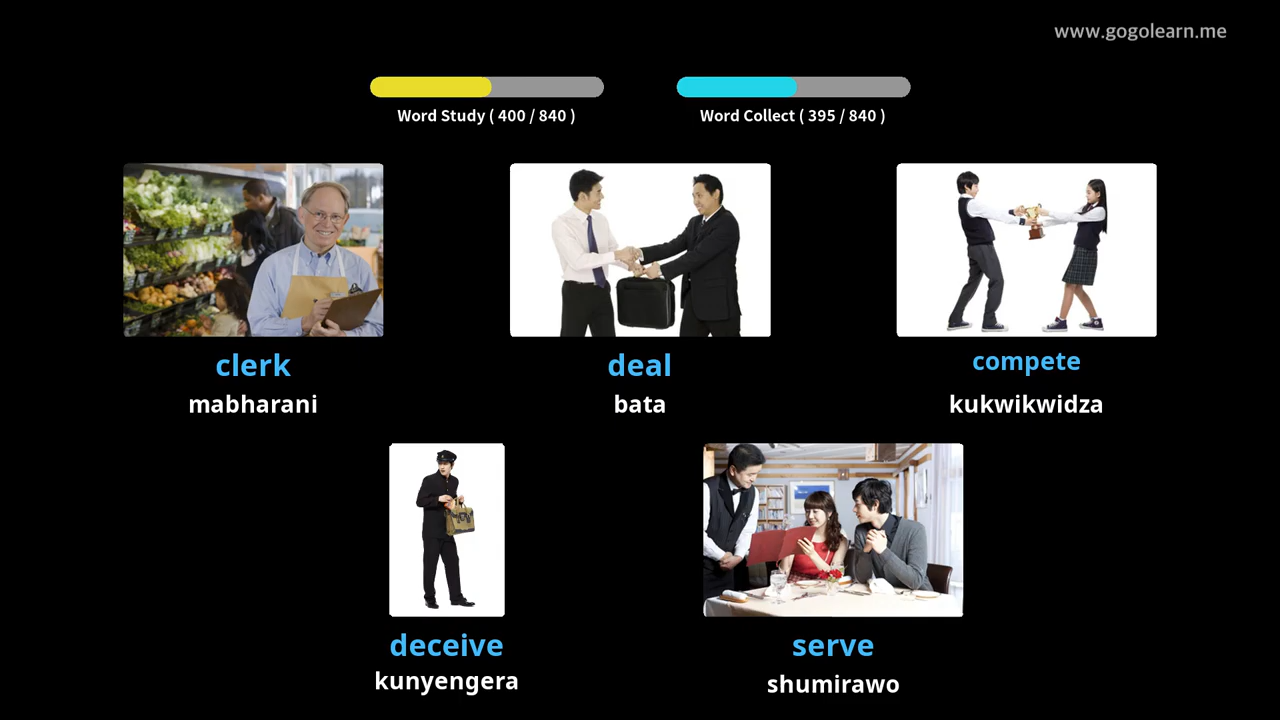 www.gogolearn.me
Word Study ( 400 / 840 )
Word Collect ( 395 / 840 )
clerk
mabharani
deal
bata
compete
kukwikwidza
deceive
kunyengera
serve
shumirawo